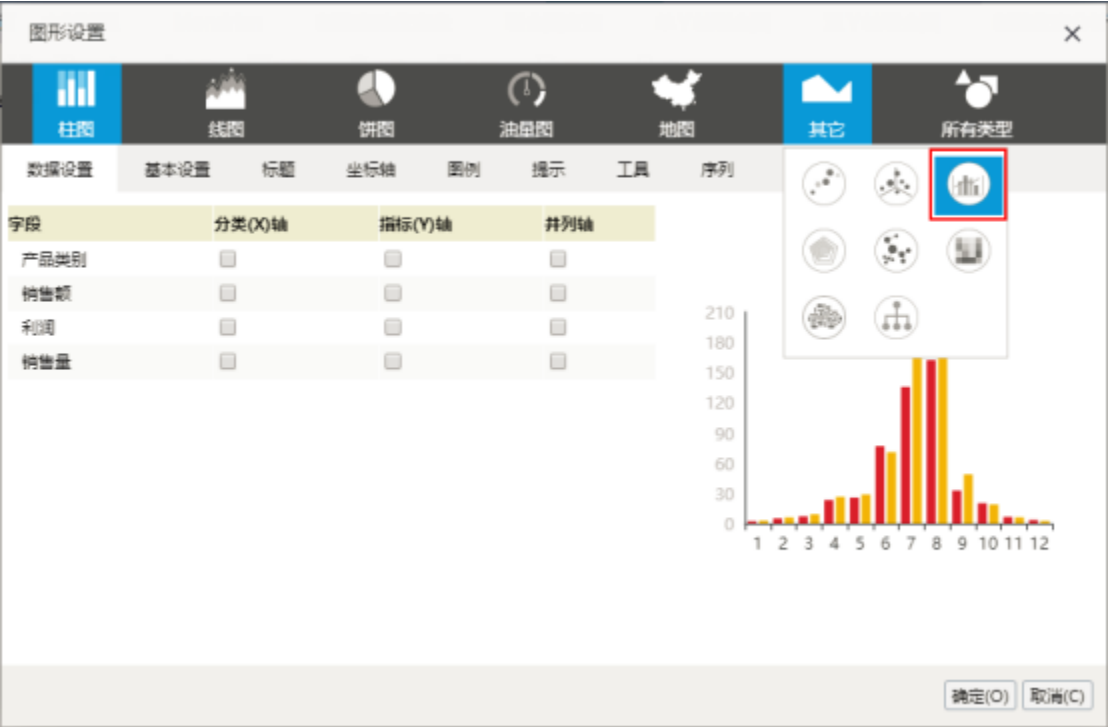 图形设置
柱图 线图 饼图 油量图 地图 其它 所有类型
数据设置 基本设置 标题 坐标轴 图例 提示 工具 序列
字段 分类(X)轴 指标(Y)轴 并列轴
产品类别
销售额
利润
销售量
210
180
150
120
90
60
30
0
1 2 3 4 5 6 7 8 9 10 11 12
确定(O) 取消(C)